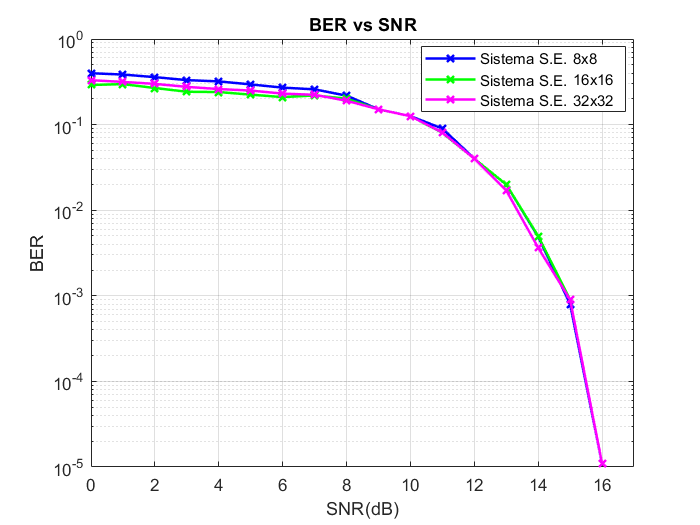 BER vs SNR
Sistema S.E. 8x8
Sistema S.E. 16x16
Sistema S.E. 32x32
10^0
10^-1
10^-2
10^-3
10^-4
10^-5
BER
0 2 4 6 8 10 12 14 16
SNR(dB)